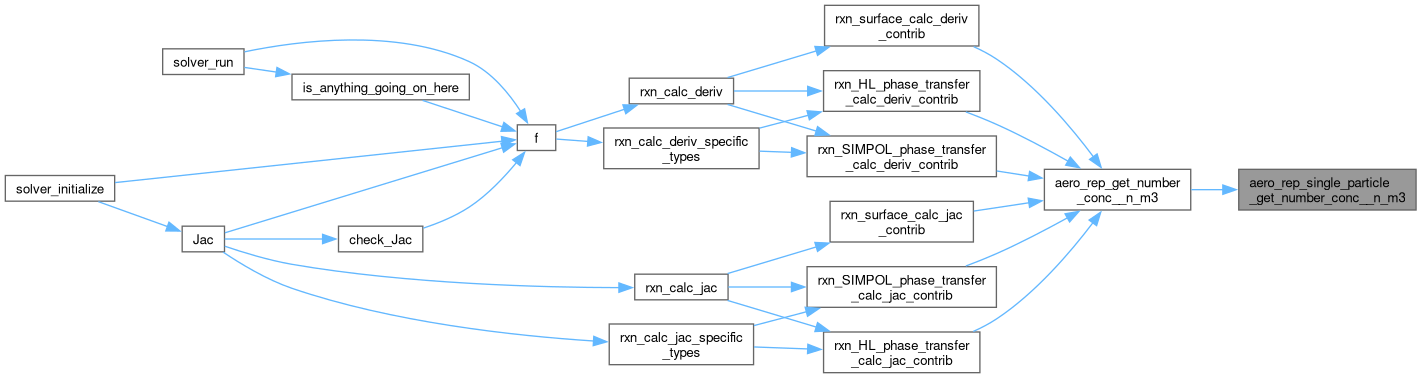 solver_run
is_anything_going_on_here
solver_initialize
Jac
check_Jac
f
rxn_calc_deriv
rxn_calc_deriv_specific
_types
rxn_calc_jac
rxn_calc_jac_specific
_types
rxn_surface_calc_deriv
_contrib
rxn_HL_phase_transfer
_calc_deriv_contrib
rxn_SIMPOL_phase_transfer
_calc_deriv_contrib
rxn_surface_calc_jac
_contrib
rxn_SIMPOL_phase_transfer
_calc_jac_contrib
rxn_HL_phase_transfer
_calc_jac_contrib
aero_rep_get_number
_conc__n_m3
aero_rep_single_particle
_get_number_conc__n_m3